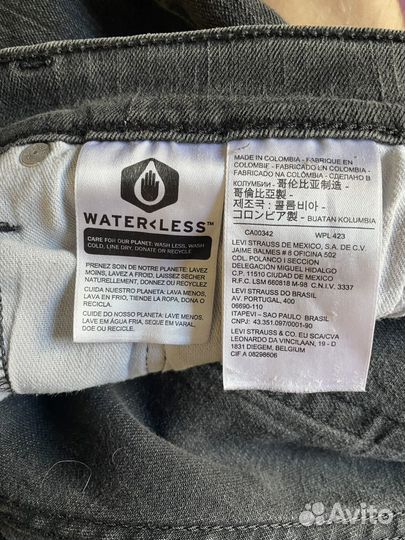 WATER<LESS™
CARE FOR OUR PLANET: WASH LESS, WASH
COLD, LINE DRY, DONATE OR RECYCLE
PRENEZ SOIN DE NOTRE PLANETE: LAVEZ
MOINS, LAVEZ A FROID, LAISSEZ SECHER
NATURELLEMENT, DONNEZ OU RECYCLEZ
CUIDA NUESTRO PLANETA: LAVA MENOS,
LAVA EN FRIO, TIENDE LA ROPA, DONA O
RECICLA.
CUIDE DO NOSSO PLANETA: LAVE MENOS,
LAVE EM ÁGUA FRIA, SEQUE EM VARAL,
DOE OU RECICLE.
MADE IN COLOMBIA - FABRIQUE EN
COLOMBIE - FABRICADO EN COLOMBIA -
FABRICADO NA COLÔMBIA - СДЕЛАНО В
КОЛУМБИИ - 哥伦比亚制造 -
哥倫比亞製 -
제조국 : 콜롬비아 -
コロンビア製 - BUATAN KOLUMBIA
CA00342 WPL 423
LEVI STRAUSS DE MEXICO, S.A. DE C.V.
JAIME BALMES # 8 OFICINA 502
COL. POLANCO I SECCION
DELEGACION MIGUEL HIDALGO
C.P. 11510 CIUDAD DE MEXICO
R.F.C. LSM 660818 M-98 C.N.I.V. 3337
LEVI STRAUSS DO BRASIL
AV. PORTUGAL, 400
06690-110
ITAPEVI - SAO PAULO BRASIL
CNPJ: 43.351.097/0001-90
LEVI STRAUSS & CO. EU SCA/CVA
LEONARDO DA VINCILAAN, 19 - D
1831 DIEGEM, BELGIUM
CIF A 08298606
Avito